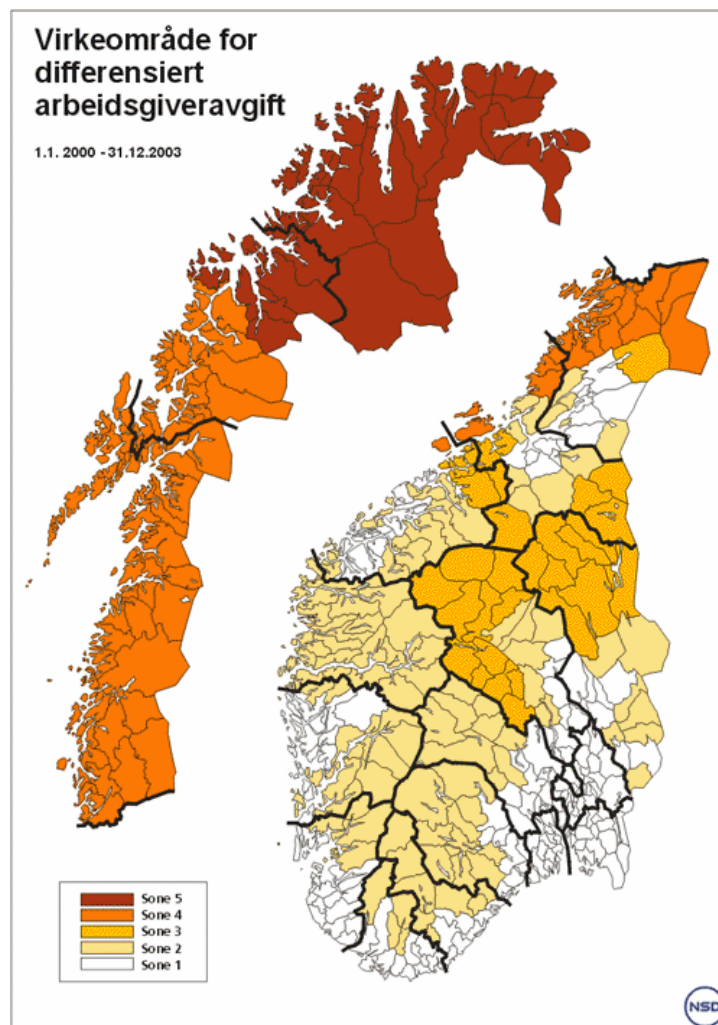 Virkeområde for
differensiert
arbeidsgiveravgift
1.1. 2000 - 31.12.2003
Sone 5
Sone 4
Sone 3
Sone 2
Sone 1
NSD